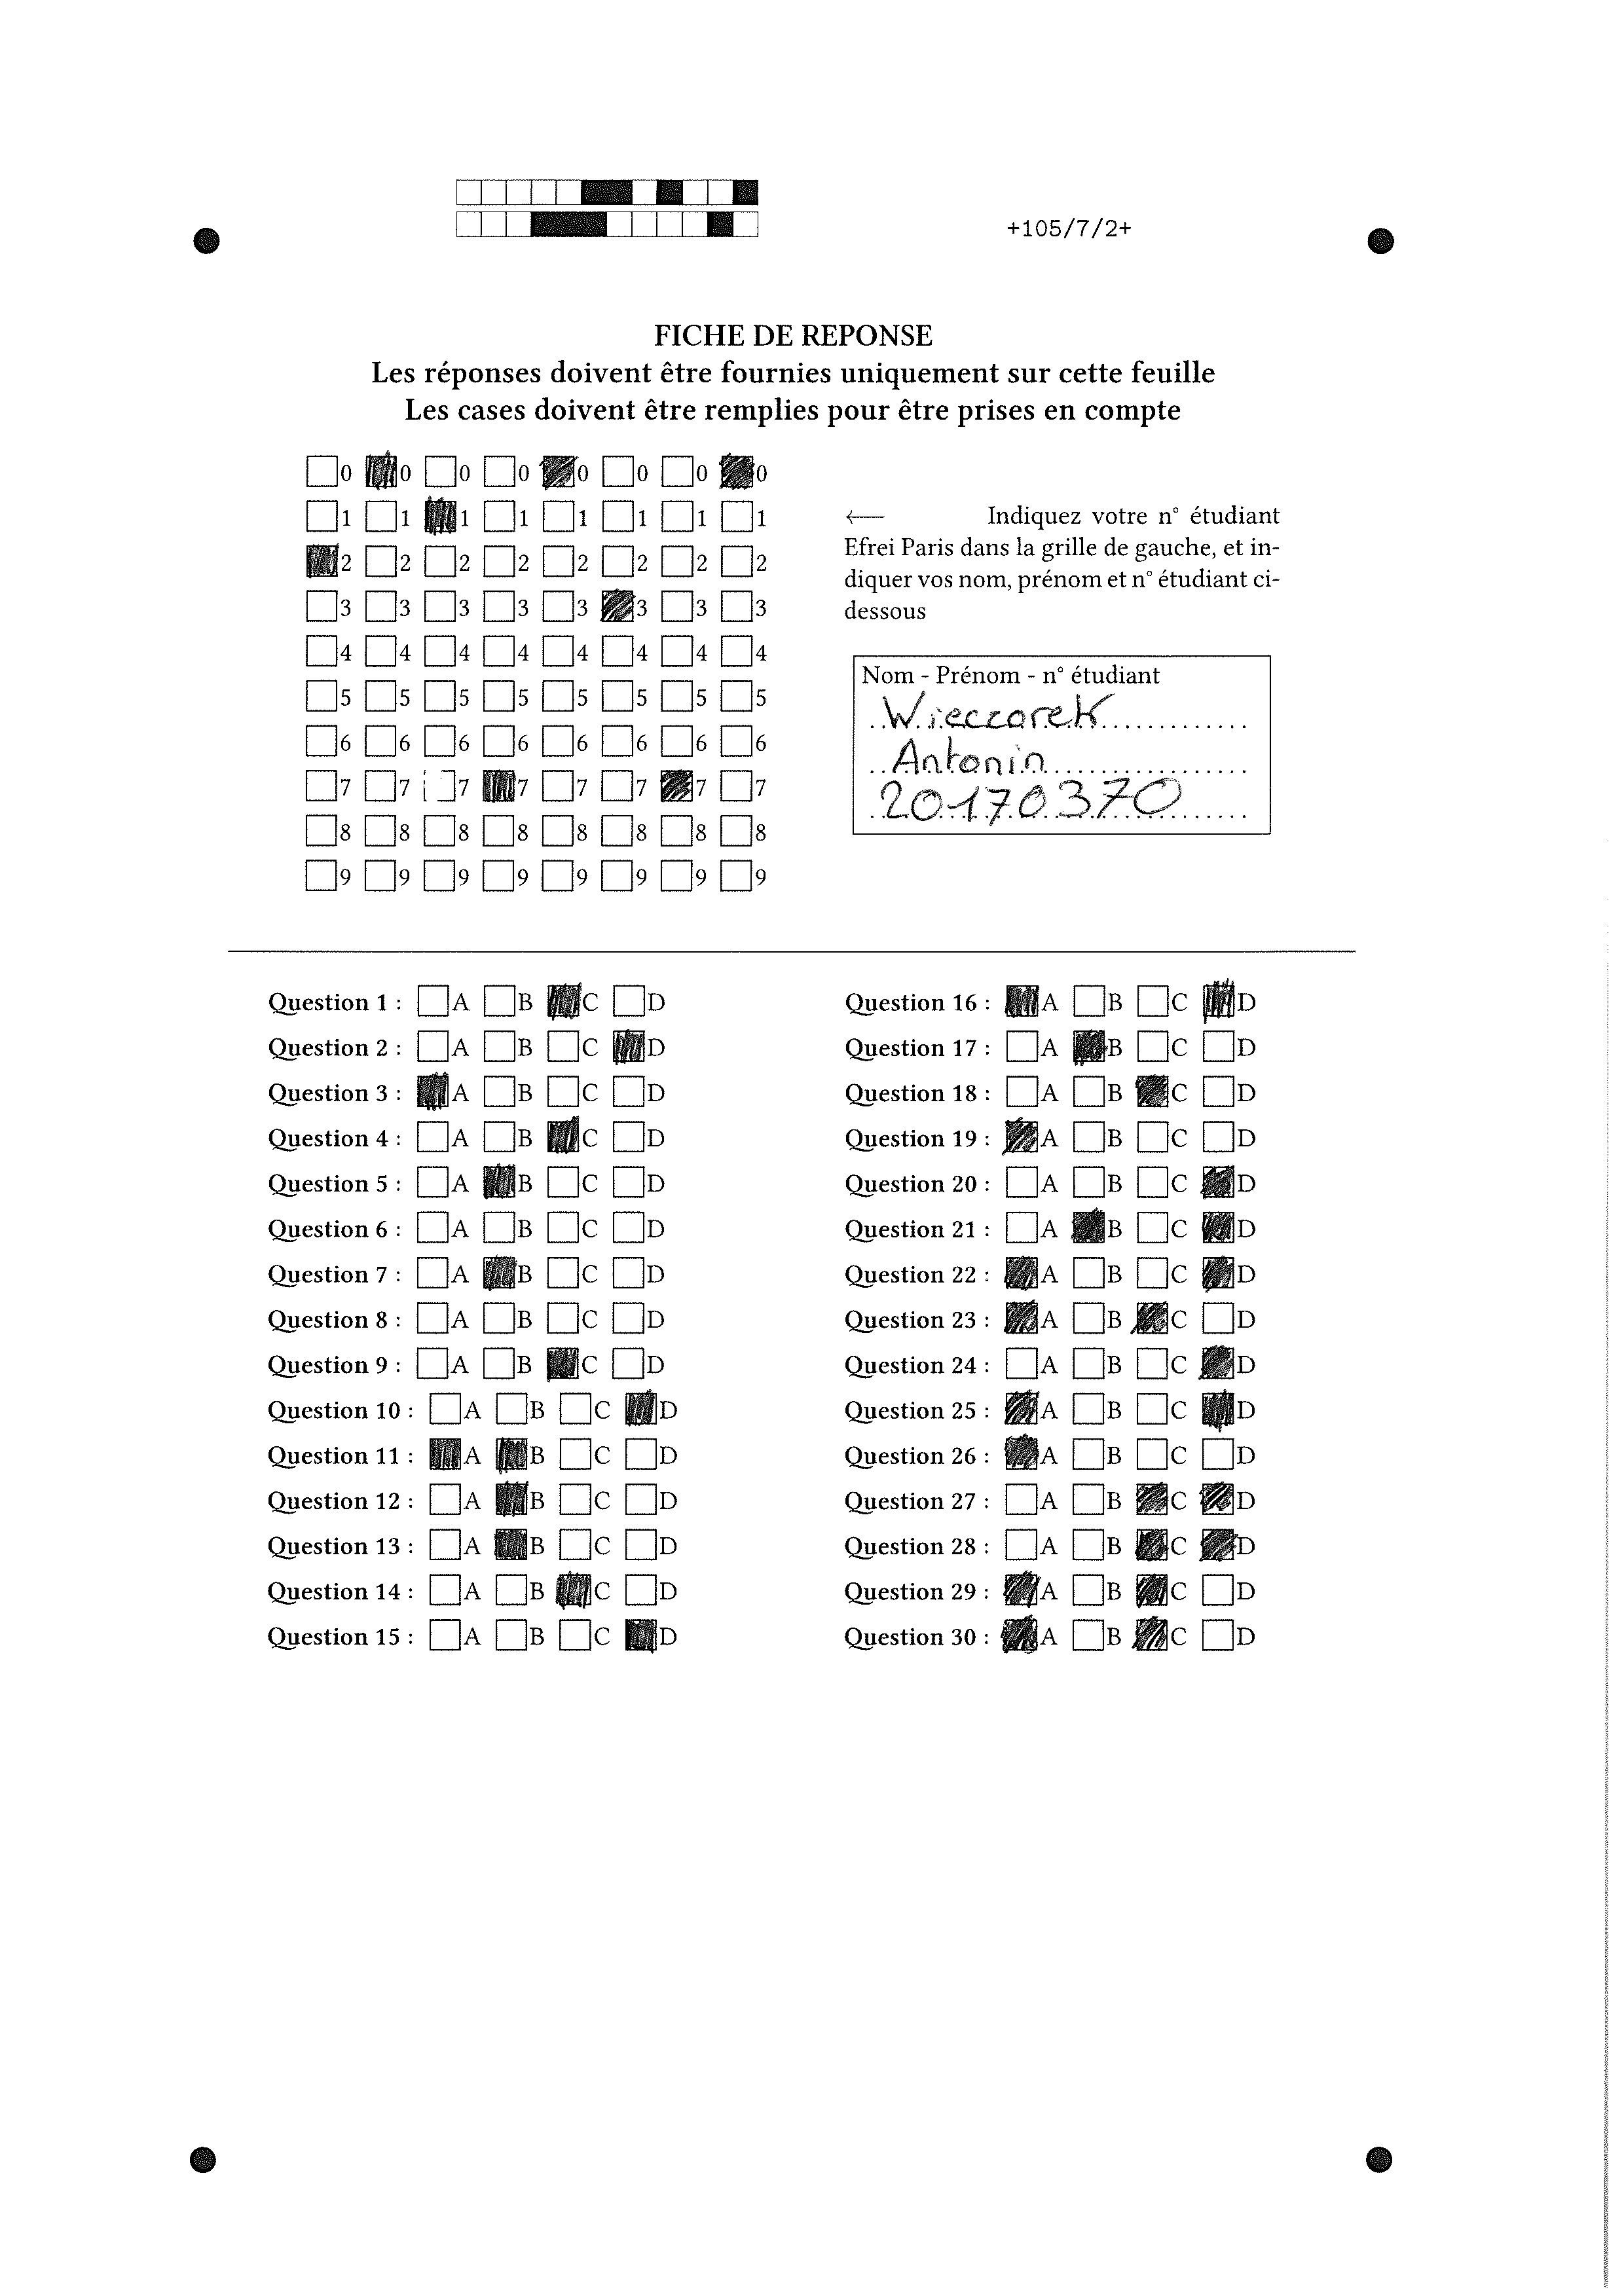 +105/7/2+
FICHE DE REPONSE
Les réponses doivent être fournies uniquement sur cette feuille
Les cases doivent être remplies pour être prises en compte
0 0 0 0 0 0 0 0
1 1 1 1 1 1 1 1
2 2 2 2 2 2 2 2
3 3 3 3 3 3 3 3
4 4 4 4 4 4 4 4
5 5 5 5 5 5 5 5
6 6 6 6 6 6 6 6
7 7 7 7 7 7 7 7
8 8 8 8 8 8 8 8
9 9 9 9 9 9 9 9
← Indiquez votre n° étudiant
Efrei Paris dans la grille de gauche, et in-
diquer vos nom, prénom et n° étudiant ci-
dessous
Nom - Prénom - n° étudiant
Wieczorek
Antonin
20170370
Question 1 : A B C D
Question 2 : A B C D
Question 3 : A B C D
Question 4 : A B C D
Question 5 : A B C D
Question 6 : A B C D
Question 7 : A B C D
Question 8 : A B C D
Question 9 : A B C D
Question 10 : A B C D
Question 11 : A B C D
Question 12 : A B C D
Question 13 : A B C D
Question 14 : A B C D
Question 15 : A B C D
Question 16 : A B C D
Question 17 : A B C D
Question 18 : A B C D
Question 19 : A B C D
Question 20 : A B C D
Question 21 : A B C D
Question 22 : A B C D
Question 23 : A B C D
Question 24 : A B C D
Question 25 : A B C D
Question 26 : A B C D
Question 27 : A B C D
Question 28 : A B C D
Question 29 : A B C D
Question 30 : A B C D